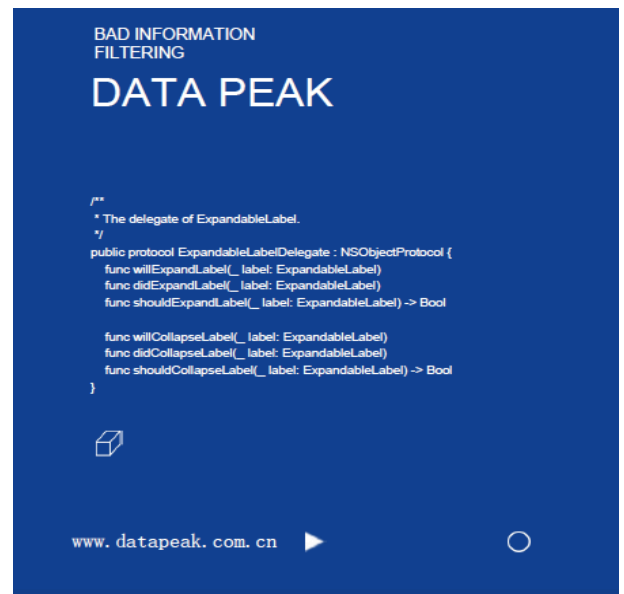 BAD INFORMATION
FILTERING
DATA PEAK
/**
* The delegate of ExpandableLabel.
*/
public protocol ExpandableLabelDelegate : NSObjectProtocol {
func willExpandLabel(_ label: ExpandableLabel)
func didExpandLabel(_ label: ExpandableLabel)
func shouldExpandLabel(_ label: ExpandableLabel) -> Bool
func willCollapseLabel(_ label: ExpandableLabel)
func didCollapseLabel(_ label: ExpandableLabel)
func shouldCollapseLabel(_ label: ExpandableLabel) -> Bool
}
www.datapeak.com.cn